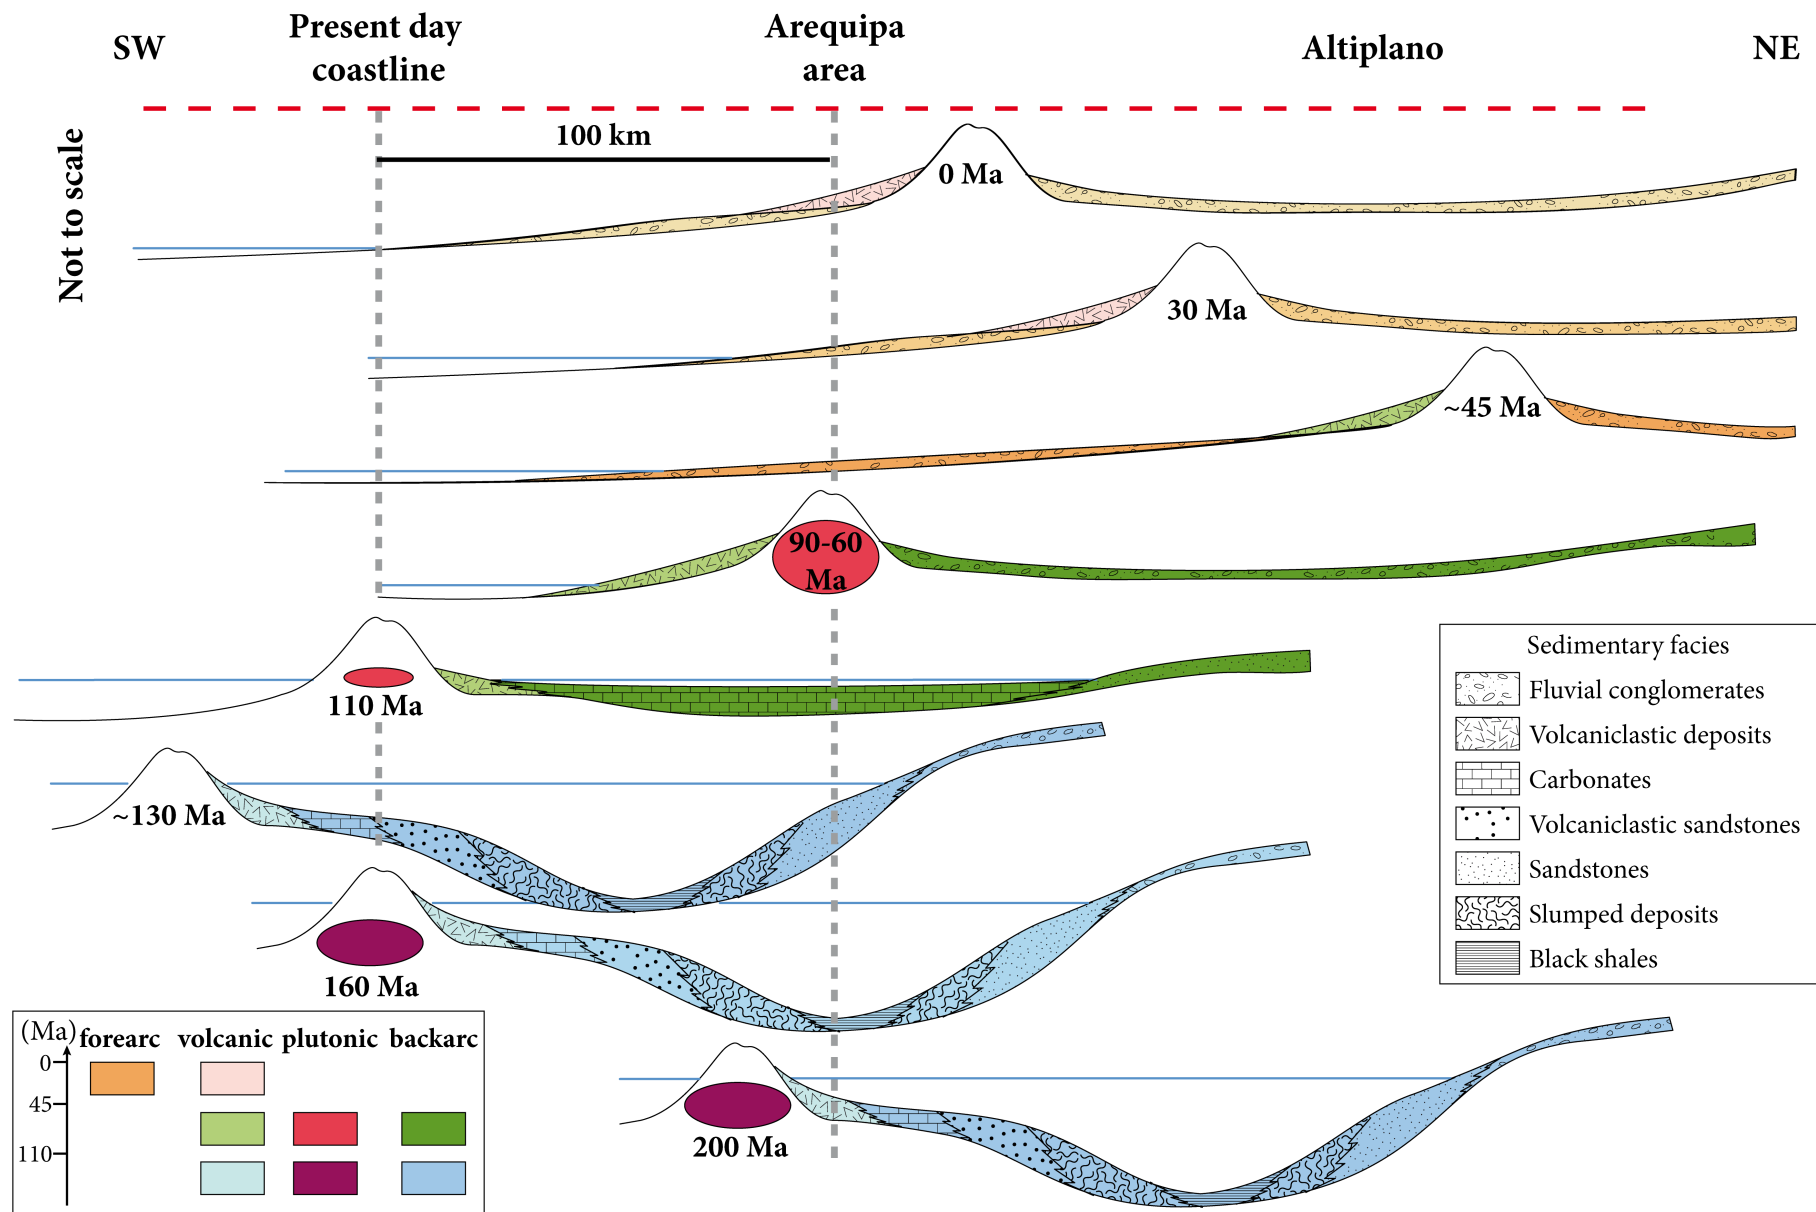 SW
Present day
coastline
Arequipa
area
Altiplano
NE
Not to scale
100 km
0 Ma
30 Ma
~45 Ma
90-60
Ma
110 Ma
~130 Ma
160 Ma
200 Ma
Sedimentary facies
Fluvial conglomerates
Volcaniclastic deposits
Carbonates
Volcaniclastic sandstones
Sandstones
Slumped deposits
Black shales
(Ma) forearc volcanic plutonic backarc
0
45
110